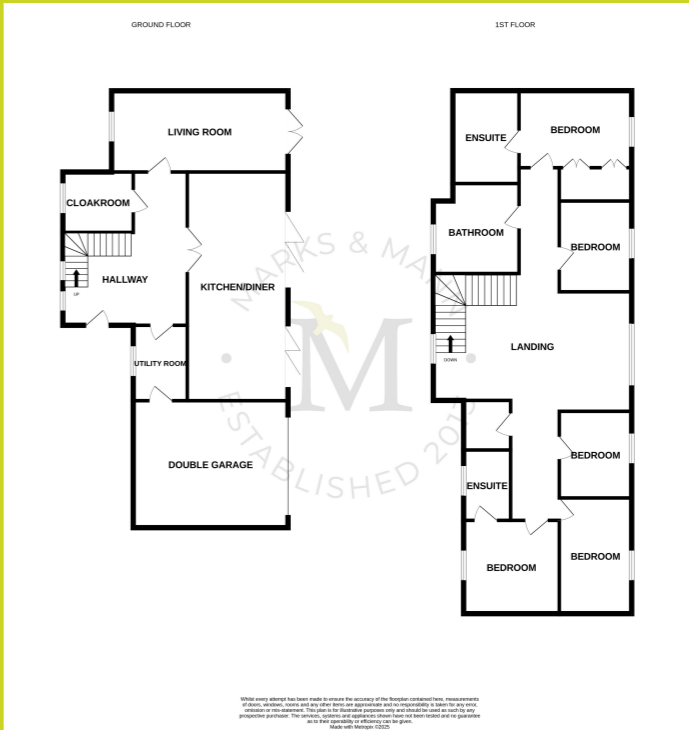 GROUND FLOOR
1ST FLOOR
LIVING ROOM
CLOAKROOM
HALLWAY
UP
KITCHEN/DINER
UTILITY ROOM
DOUBLE GARAGE
ENSUITE
BEDROOM
BATHROOM
BEDROOM
LANDING
DOWN
BEDROOM
ENSUITE
BEDROOM
BEDROOM
MARKS & MANN
M
ESTABLISHED 2013
Whilst every attempt has been made to ensure the accuracy of the floorplan contained here, measurements
of doors, windows, rooms and any other items are approximate and no responsibility is taken for any error,
omission or mis-statement. This plan is for illustrative purposes only and should be used as such by any
prospective purchaser. The services, systems and appliances shown have not been tested and no guarantee
as to their operability or efficiency can be given.
Made with Metropix ©2025